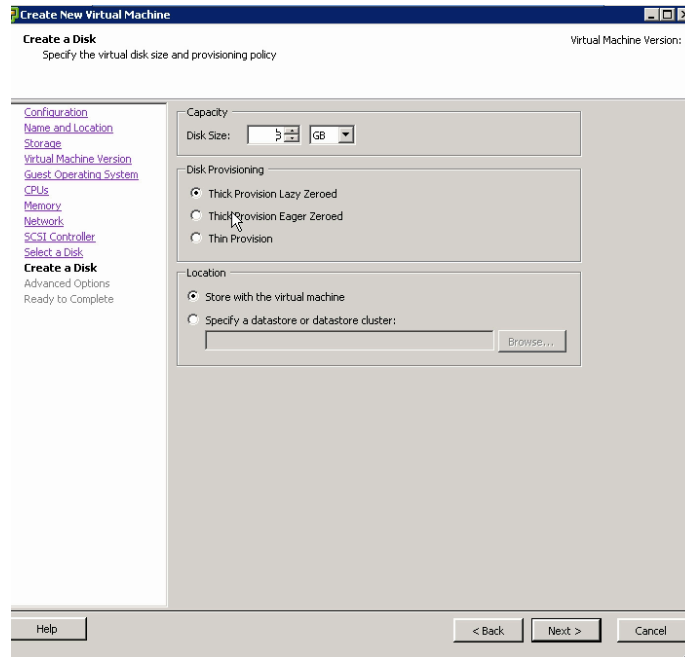 Create New Virtual Machine
Create a Disk
Specify the virtual disk size and provisioning policy
Virtual Machine Version:
Configuration
Name and Location
Storage
Virtual Machine Version
Guest Operating System
CPUs
Memory
Network
SCSI Controller
Select a Disk
Create a Disk
Advanced Options
Ready to Complete
Capacity
Disk Size:
GB
Disk Provisioning
Thick Provision Lazy Zeroed
Thick Provision Eager Zeroed
Thin Provision
Location
Store with the virtual machine
Specify a datastore or datastore cluster:
Browse...
Help
< Back
Next >
Cancel